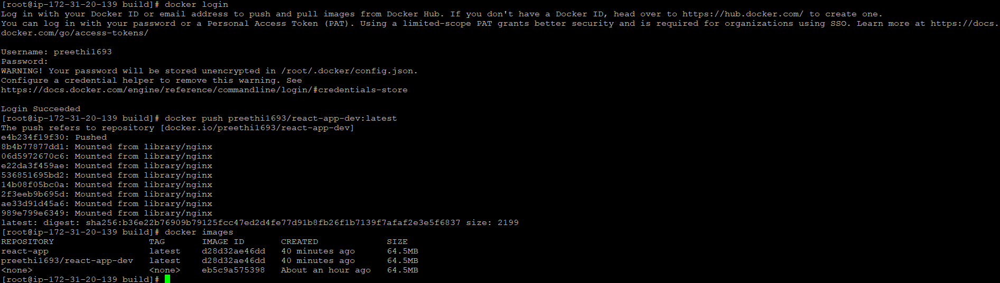 [root@ip-172-31-20-139 build]# docker login
Log in with your Docker ID or email address to push and pull images from Docker Hub. If you don't have a Docker ID, head over to https://hub.docker.com/ to create one.
You can log in with your password or a Personal Access Token (PAT). Using a limited-scope PAT grants better security and is required for organizations using SSO. Learn more at https://docs.
docker.com/go/access-tokens/
Username: preethi1693
Password:
WARNING! Your password will be stored unencrypted in /root/.docker/config.json.
Configure a credential helper to remove this warning. See
https://docs.docker.com/engine/reference/commandline/login/#credentials-store
Login Succeeded
[root@ip-172-31-20-139 build]# docker push preethi1693/react-app-dev:latest
The push refers to repository [docker.io/preethi1693/react-app-dev]
e4b234f19f30: Pushed
8b4b77877dd1: Mounted from library/nginx
06d5972670c6: Mounted from library/nginx
e22da3f459ae: Mounted from library/nginx
536851695bd2: Mounted from library/nginx
14b08f05bc0a: Mounted from library/nginx
2f3eeb9b695d: Mounted from library/nginx
ae33d91d45a6: Mounted from library/nginx
989e799e6349: Mounted from library/nginx
latest: digest: sha256:b36e22b76909b79125fcc47ed2d4fe77d91b8fb26f1b7139f7afaf2e3e5f6837 size: 2199
[root@ip-172-31-20-139 build]# docker images
REPOSITORY                  TAG       IMAGE ID       CREATED             SIZE
react-app                   latest    d28d32ae46dd   40 minutes ago      64.5MB
preethi1693/react-app-dev   latest    d28d32ae46dd   40 minutes ago      64.5MB
<none>                      <none>    eb5c9a575398   About an hour ago   64.5MB
[root@ip-172-31-20-139 build]#